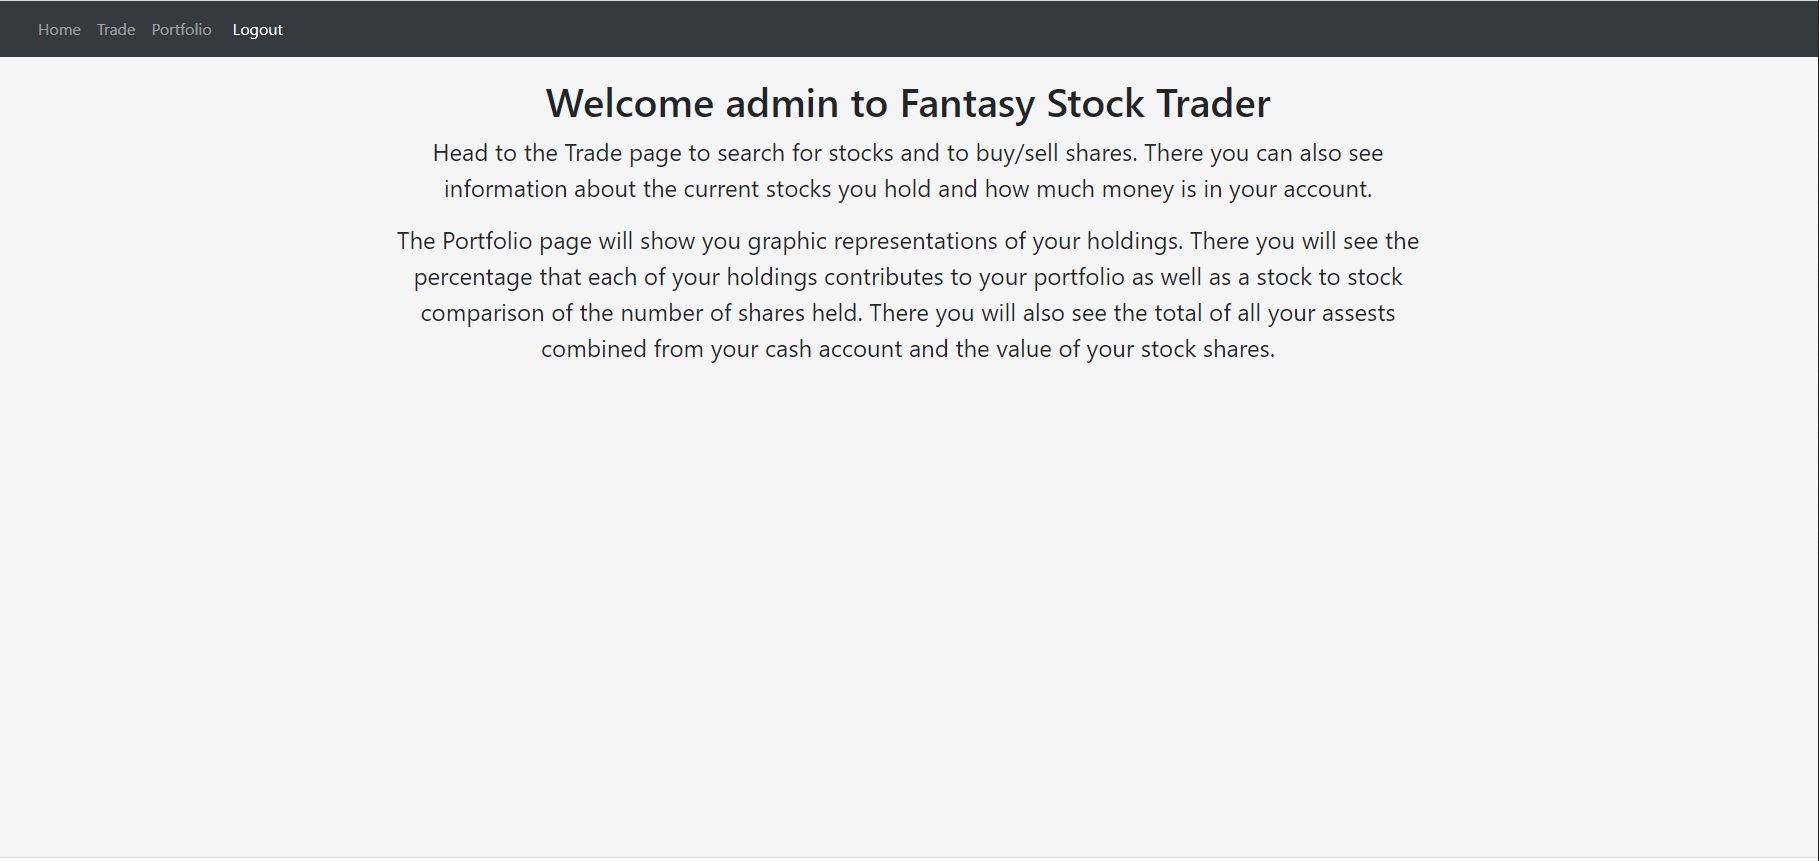 Home Trade Portfolio Logout
Welcome admin to Fantasy Stock Trader
Head to the Trade page to search for stocks and to buy/sell shares. There you can also see
information about the current stocks you hold and how much money is in your account.
The Portfolio page will show you graphic representations of your holdings. There you will see the
percentage that each of your holdings contributes to your portfolio as well as a stock to stock
comparison of the number of shares held. There you will also see the total of all your assests
combined from your cash account and the value of your stock shares.